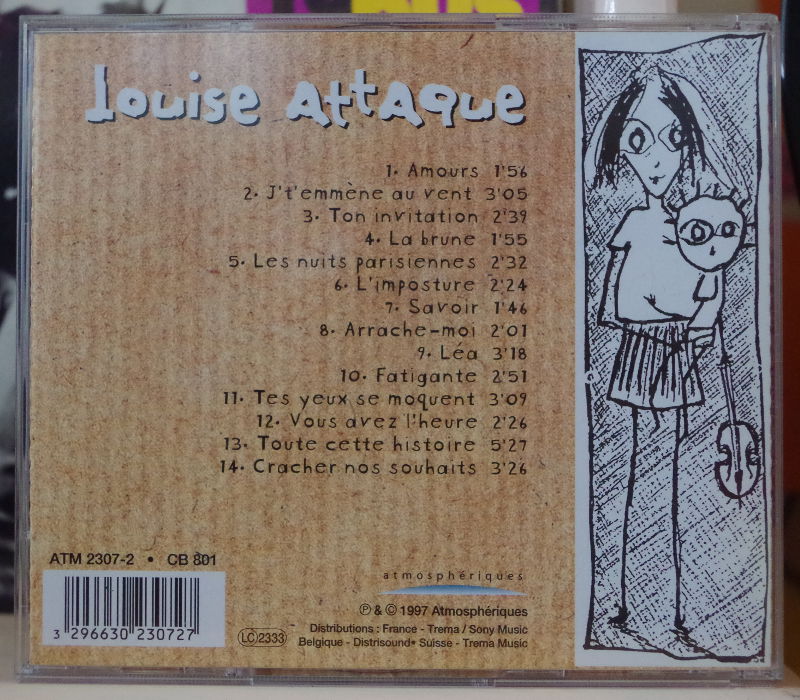 Louise Attaque
1. Amours 1'56
2. J't'emmène au vent 3'05
3. Ton invitation 2'39
4. La brune 1'55
5. Les nuits parisiennes 2'32
6. L'imposture 2'24
7. Savoir 1'46
8. Arrache-moi 2'01
9. Léa 3'18
10. Fatigante 2'51
11. Tes yeux se moquent 3'09
12. Vous avez l'heure 2'26
13. Toute cette histoire 5'27
14. Cracher nos souhaits 3'26
ATM 2307-2 • CB 801
3 296630 230727
LC 2333
atmosphériques
℗ & © 1997 Atmosphériques
Distributions : France - Trema / Sony Music
Belgique - Distrisound • Suisse - Trema Music